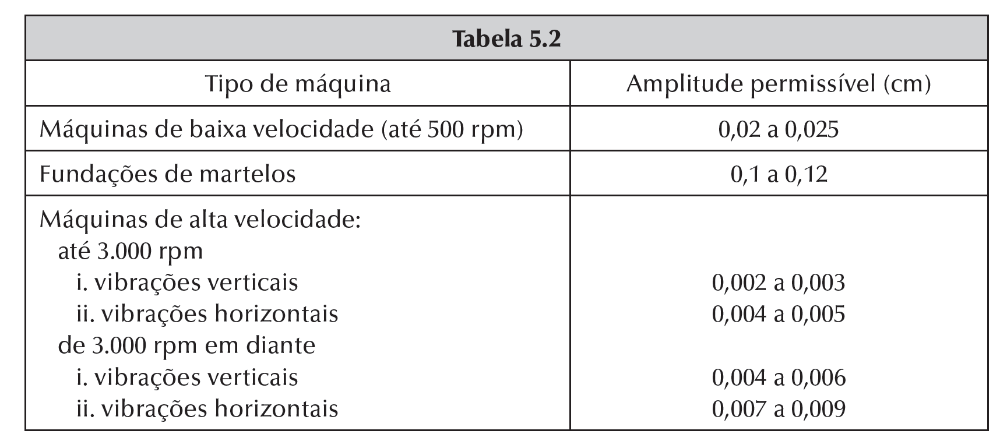 Tabela 5.2
Tipo de máquina Amplitude permissível (cm)
Máquinas de baixa velocidade (até 500 rpm) 0,02 a 0,025
Fundações de martelos 0,1 a 0,12
Máquinas de alta velocidade:
até 3.000 rpm
i. vibrações verticais 0,002 a 0,003
ii. vibrações horizontais 0,004 a 0,005
de 3.000 rpm em diante
i. vibrações verticais 0,004 a 0,006
ii. vibrações horizontais 0,007 a 0,009